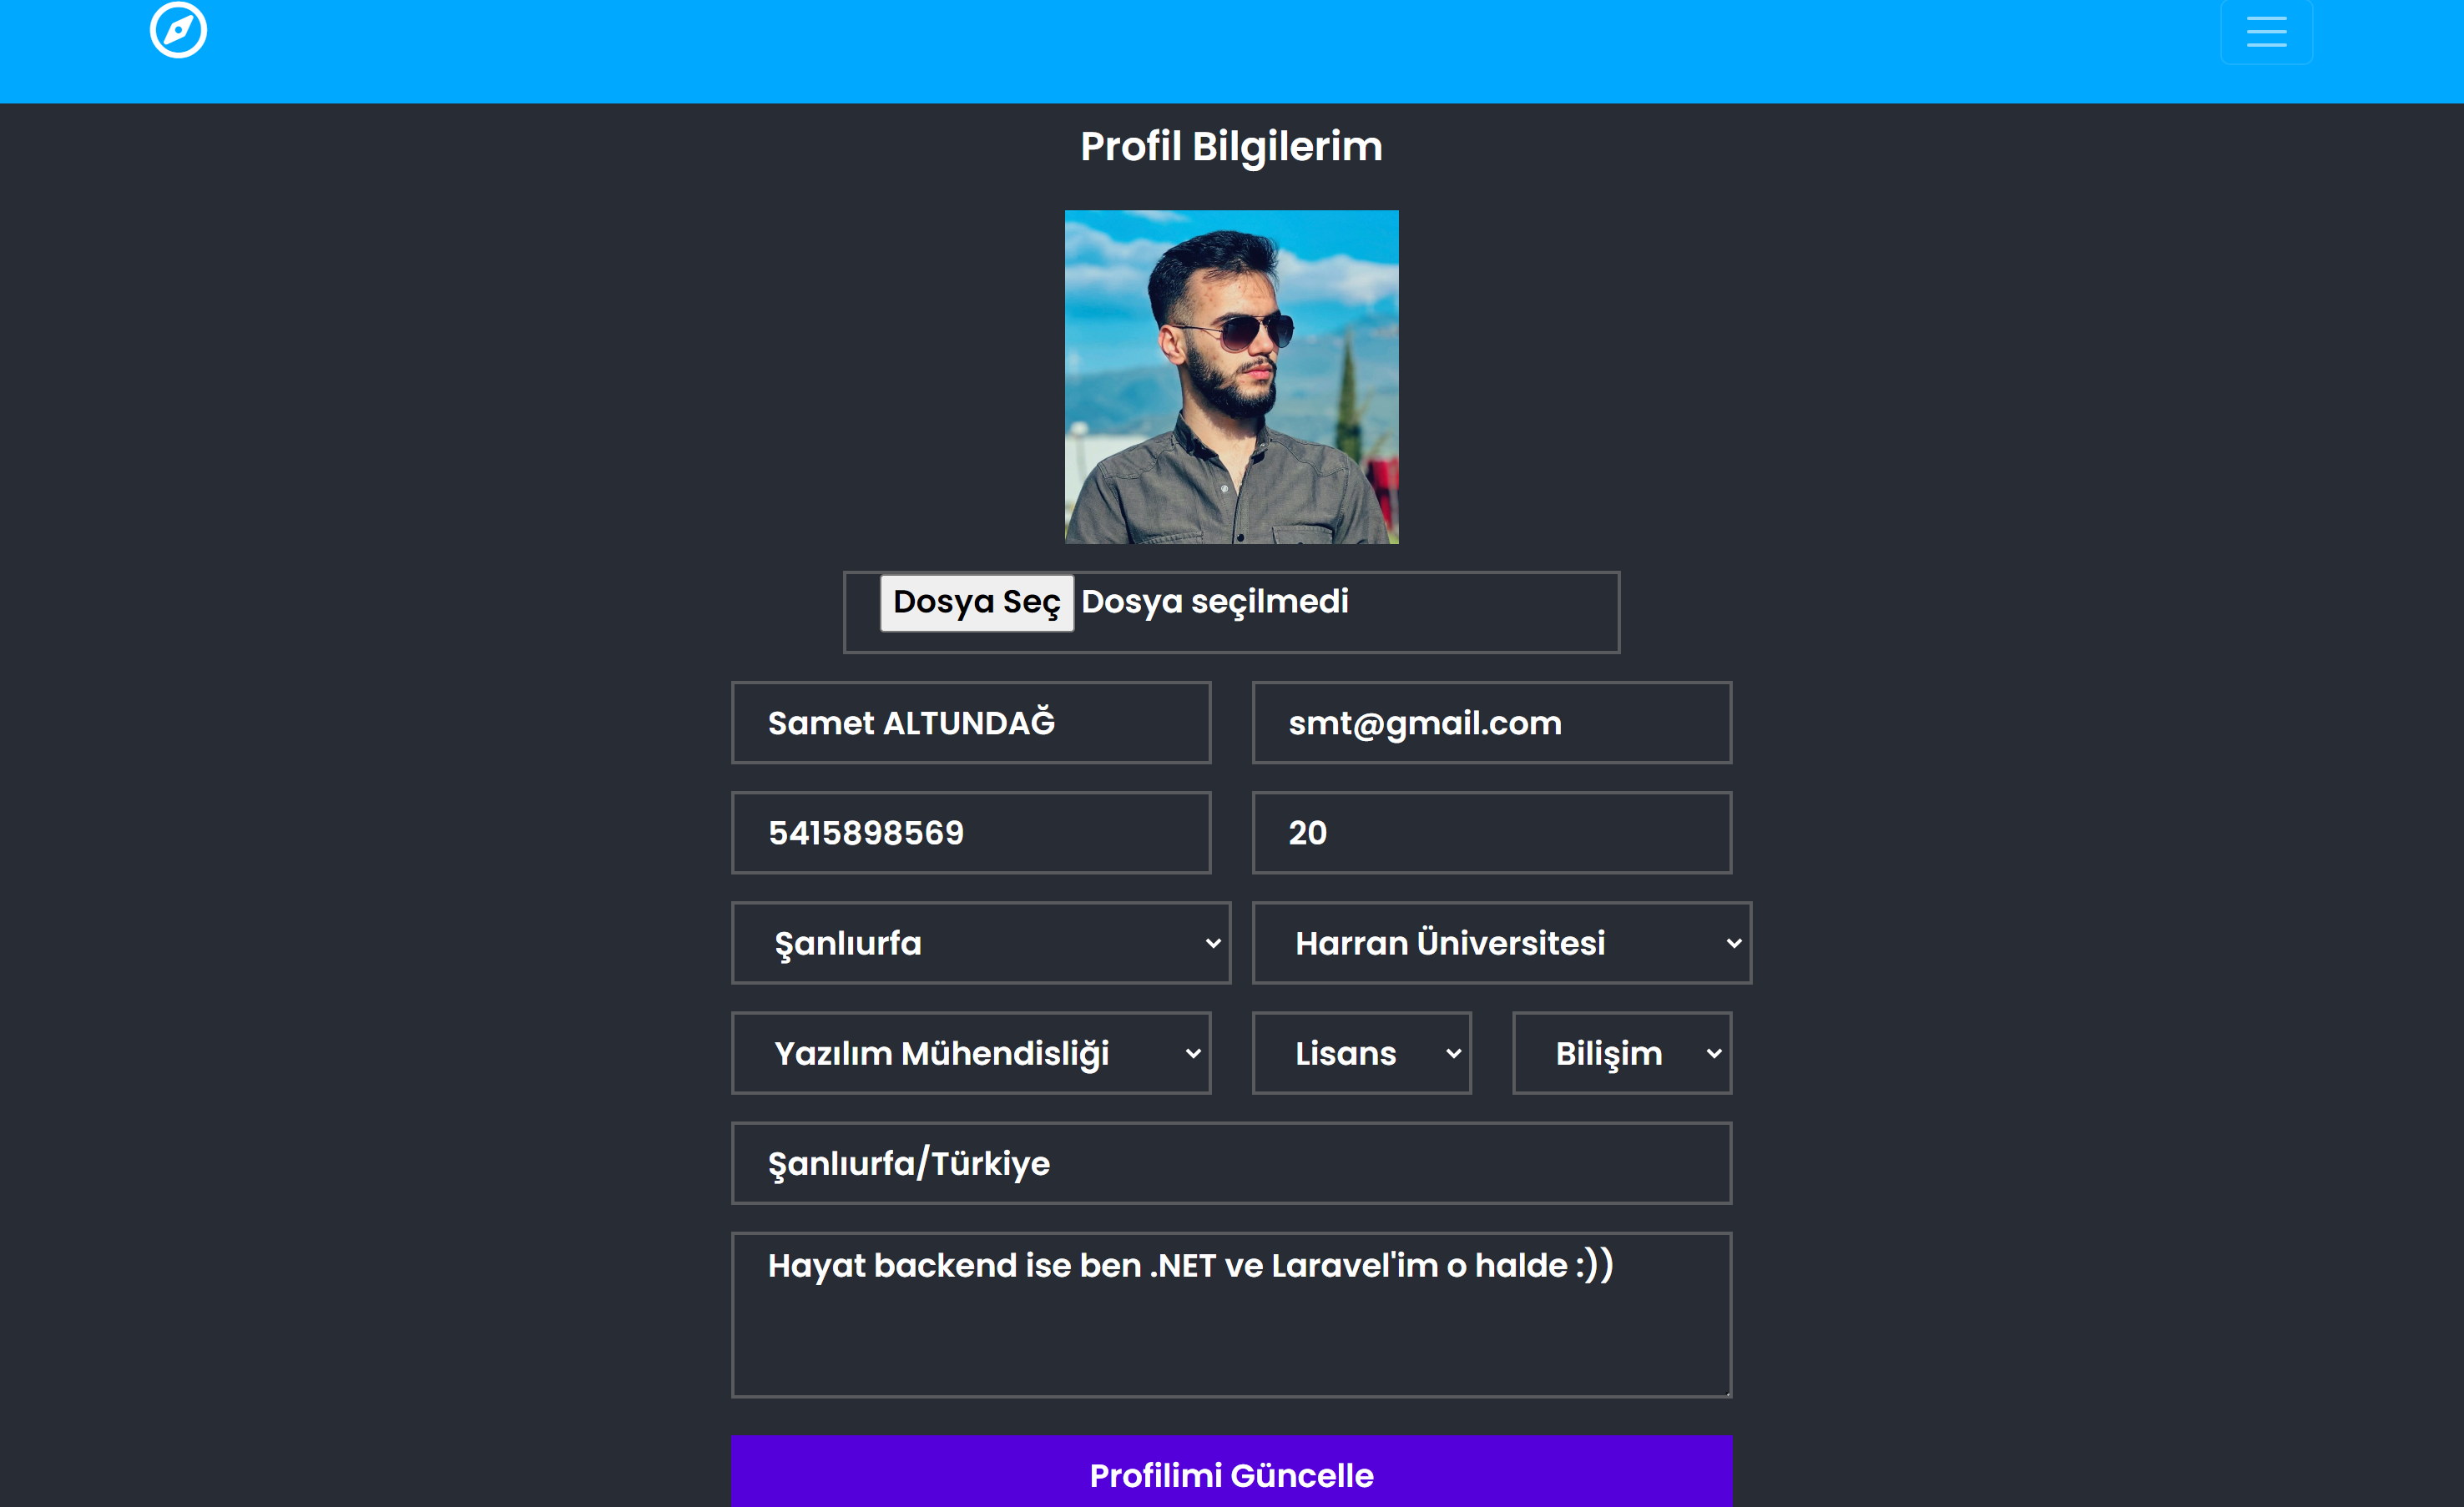 Profil Bilgilerim
Dosya Seç Dosya seçilmedi
Samet ALTUNDAĞ
smt@gmail.com
5415898569
20
Şanlıurfa
Harran Üniversitesi
Yazılım Mühendisliği
Lisans
Bilişim
Şanlıurfa/Türkiye
Hayat backend ise ben .NET ve Laravel'im o halde :))
Profilimi Güncelle